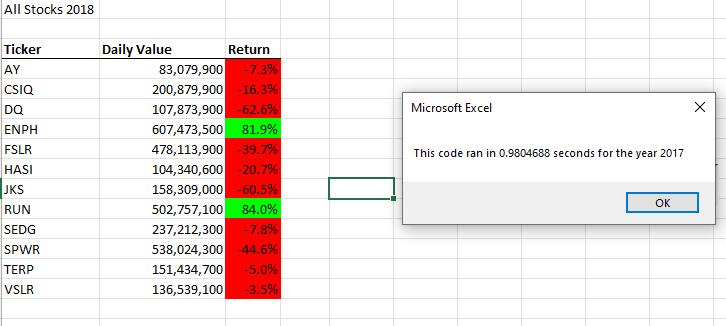 All Stocks 2018
Ticker Daily Value Return
AY 83,079,900 -7.3%
CSIQ 200,879,900 -16.3%
DQ 107,873,900 -62.6%
ENPH 607,473,500 81.9%
FSLR 478,113,900 -39.7%
HASI 104,340,600 -20.7%
JKS 158,309,000 -60.5%
RUN 502,757,100 84.0%
SEDG 237,212,300 -7.8%
SPWR 538,024,300 -44.6%
TERP 151,434,700 -5.0%
VSLR 136,539,100 -3.5%
Microsoft Excel
This code ran in 0.9804688 seconds for the year 2017
OK